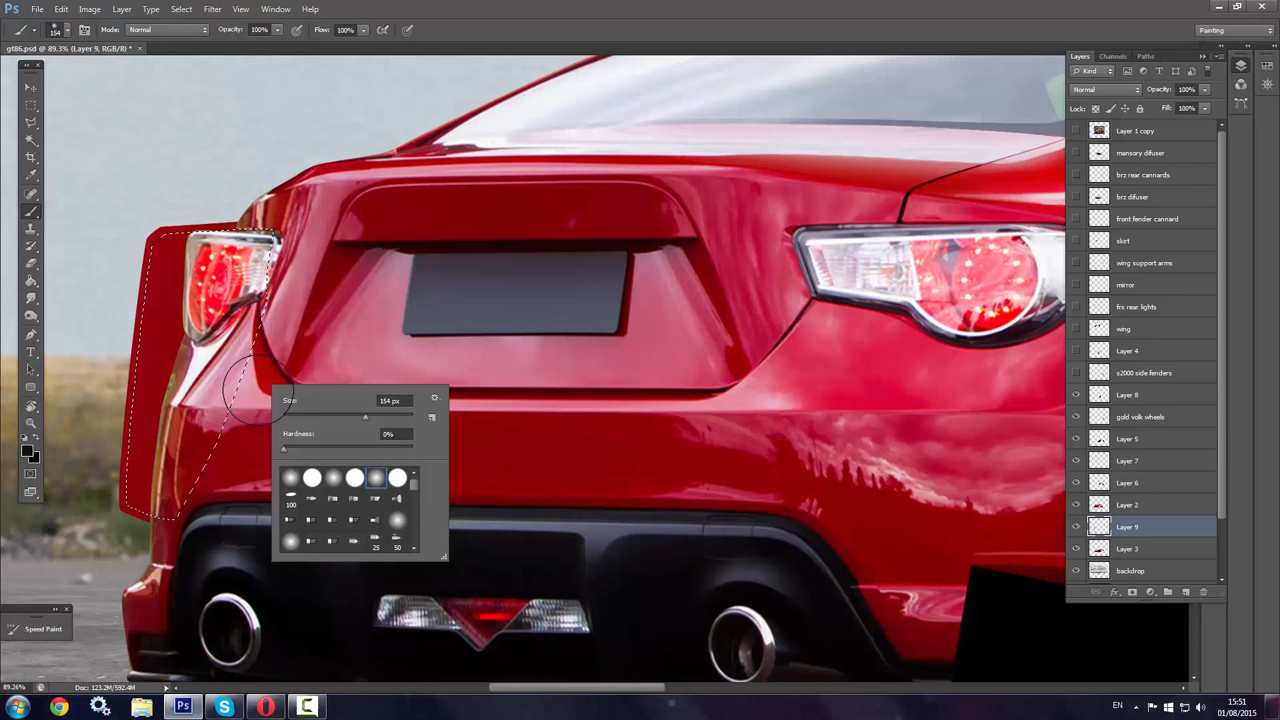 Ps File Edit Image Layer Type Select Filter View Window Help
154 Mode: Normal Opacity: 100% Flow: 100% Painting
gt86.psd @ 89.3% (Layer 9, RGB/8) * ×
Layers Channels Paths
Kind
Normal Opacity: 100%
Lock: Fill: 100%
Layer 1 copy
mansory difuser
brz rear cannards
brz difuser
front fender cannard
skirt
wing support arms
mirror
frs rear lights
wing
Layer 4
s2000 side fenders
Layer 8
gold volk wheels
Layer 5
Layer 7
Layer 6
Layer 2
Layer 9
Layer 3
backdrop
Size: 154 px
Hardness: 0%
100
25 50
Speed Paint
89.26% Doc: 123.2M/592.4M
Ps
EN 15:51
01/08/2015